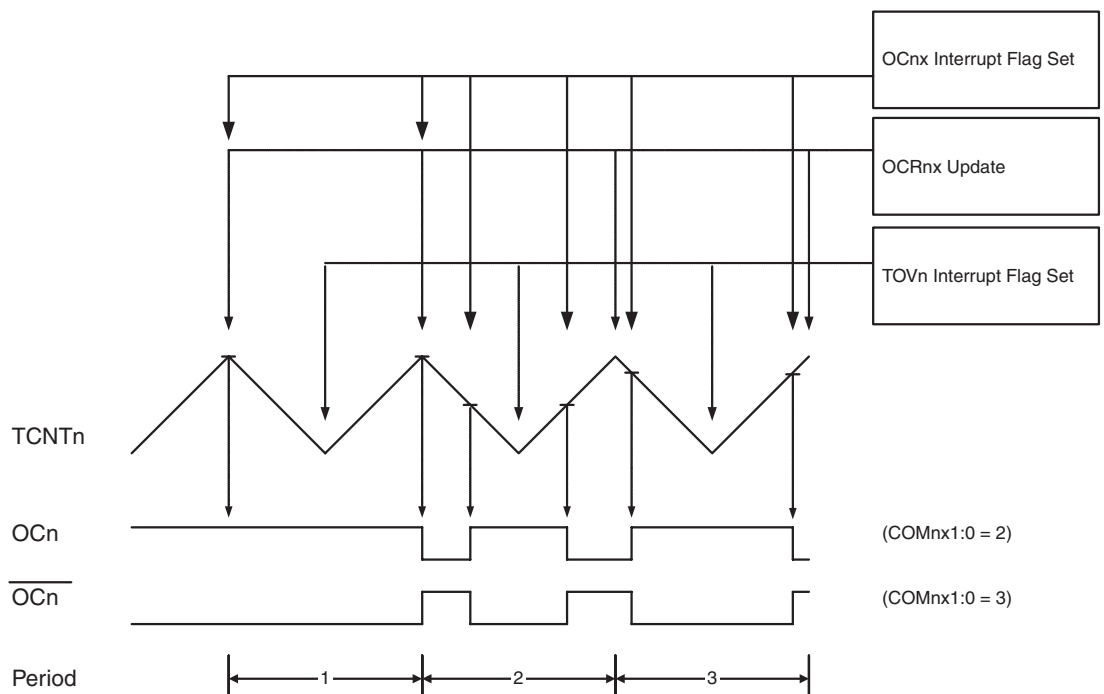 OCnx Interrupt Flag Set
OCRnx Update
TOVn Interrupt Flag Set
TCNTn
OCn
(COMnx1:0 = 2)
OCn
(COMnx1:0 = 3)
Period
1
2
3